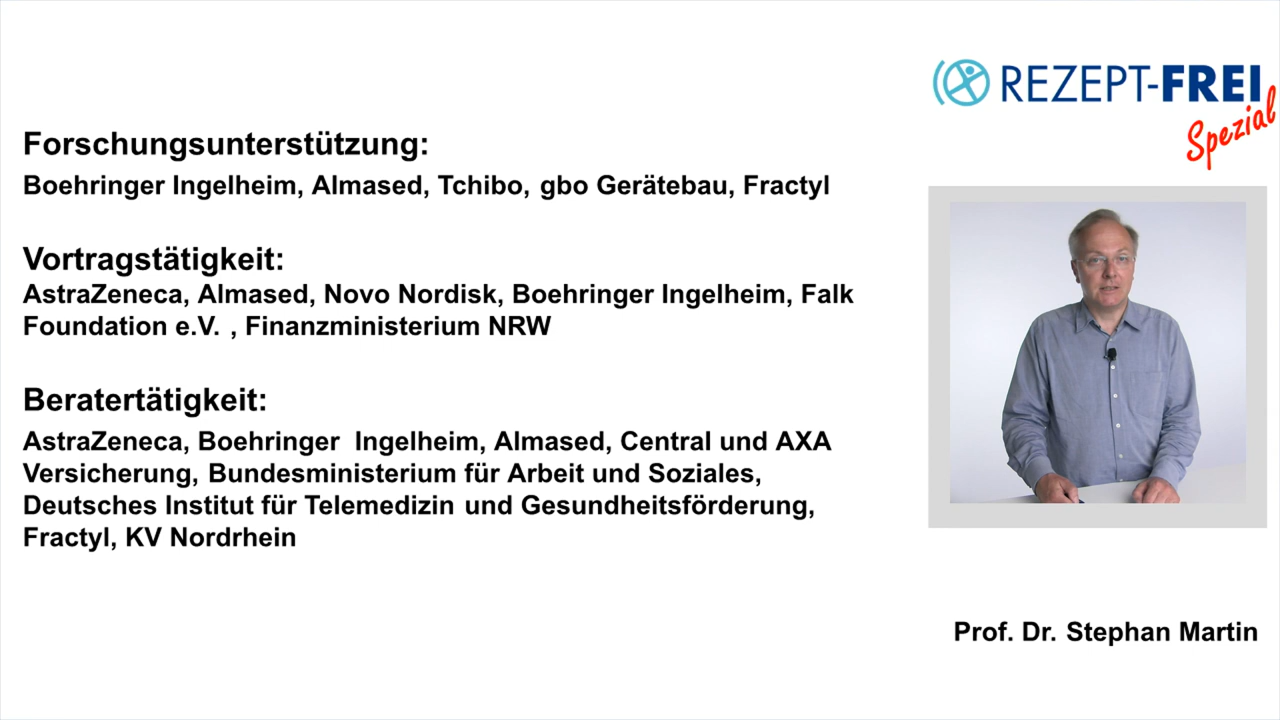 REZEPT-FREI
Spezial
Forschungsunterstützung:
Boehringer Ingelheim, Almased, Tchibo, gbo Gerätebau, Fractyl
Vortragstätigkeit:
AstraZeneca, Almased, Novo Nordisk, Boehringer Ingelheim, Falk
Foundation e.V. , Finanzministerium NRW
Beratertätigkeit:
AstraZeneca, Boehringer  Ingelheim, Almased, Central und AXA
Versicherung, Bundesministerium für Arbeit und Soziales,
Deutsches Institut für Telemedizin und Gesundheitsförderung,
Fractyl, KV Nordrhein
Prof. Dr. Stephan Martin